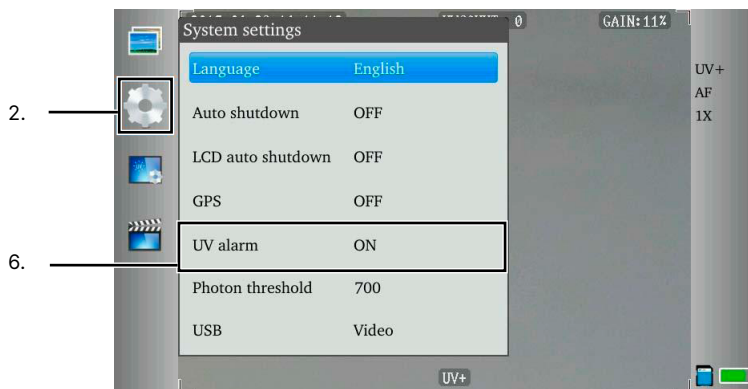 0
GAIN:11%
System settings
Language English
UV+
AF
1X
2.
Auto shutdown OFF
LCD auto shutdown OFF
GPS OFF
UV alarm ON
6.
Photon threshold 700
USB Video
UV+